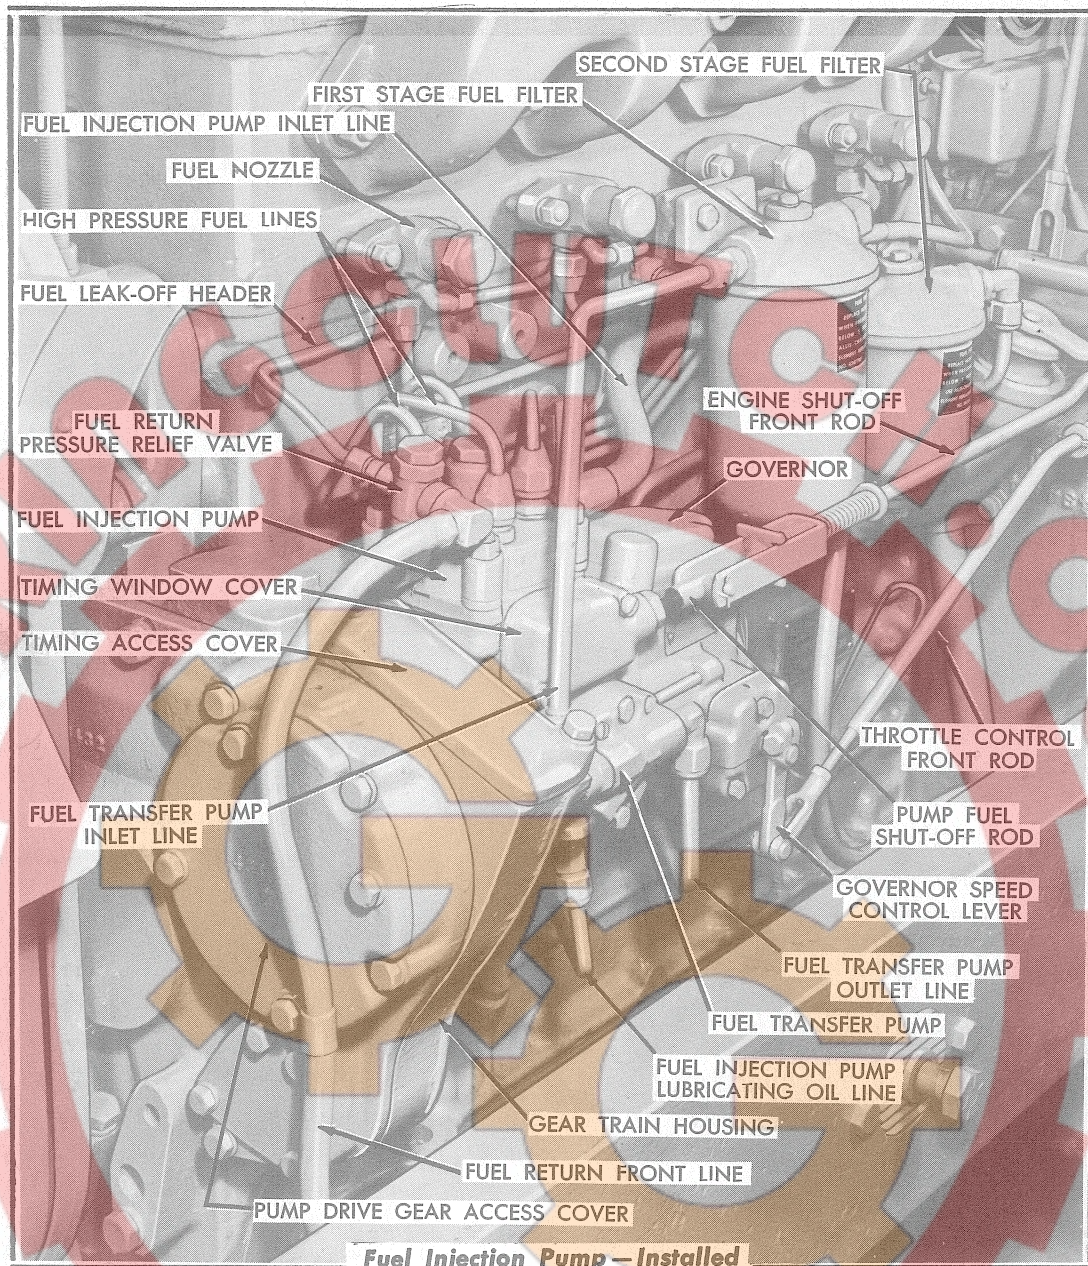 SECOND STAGE FUEL FILTER
FIRST STAGE FUEL FILTER
FUEL INJECTION PUMP INLET LINE
FUEL NOZZLE
HIGH PRESSURE FUEL LINES
FUEL LEAK-OFF HEADER
FUEL RETURN
PRESSURE RELIEF VALVE
ENGINE SHUT-OFF
FRONT ROD
GOVERNOR
FUEL INJECTION PUMP
TIMING WINDOW COVER
TIMING ACCESS COVER
THROTTLE CONTROL
FRONT ROD
FUEL TRANSFER PUMP
INLET LINE
PUMP FUEL
SHUT-OFF ROD
GOVERNOR SPEED
CONTROL LEVER
FUEL TRANSFER PUMP
OUTLET LINE
FUEL TRANSFER PUMP
FUEL INJECTION PUMP
LUBRICATING OIL LINE
GEAR TRAIN HOUSING
FUEL RETURN FRONT LINE
PUMP DRIVE GEAR ACCESS COVER
Fuel Injection Pump—Installed